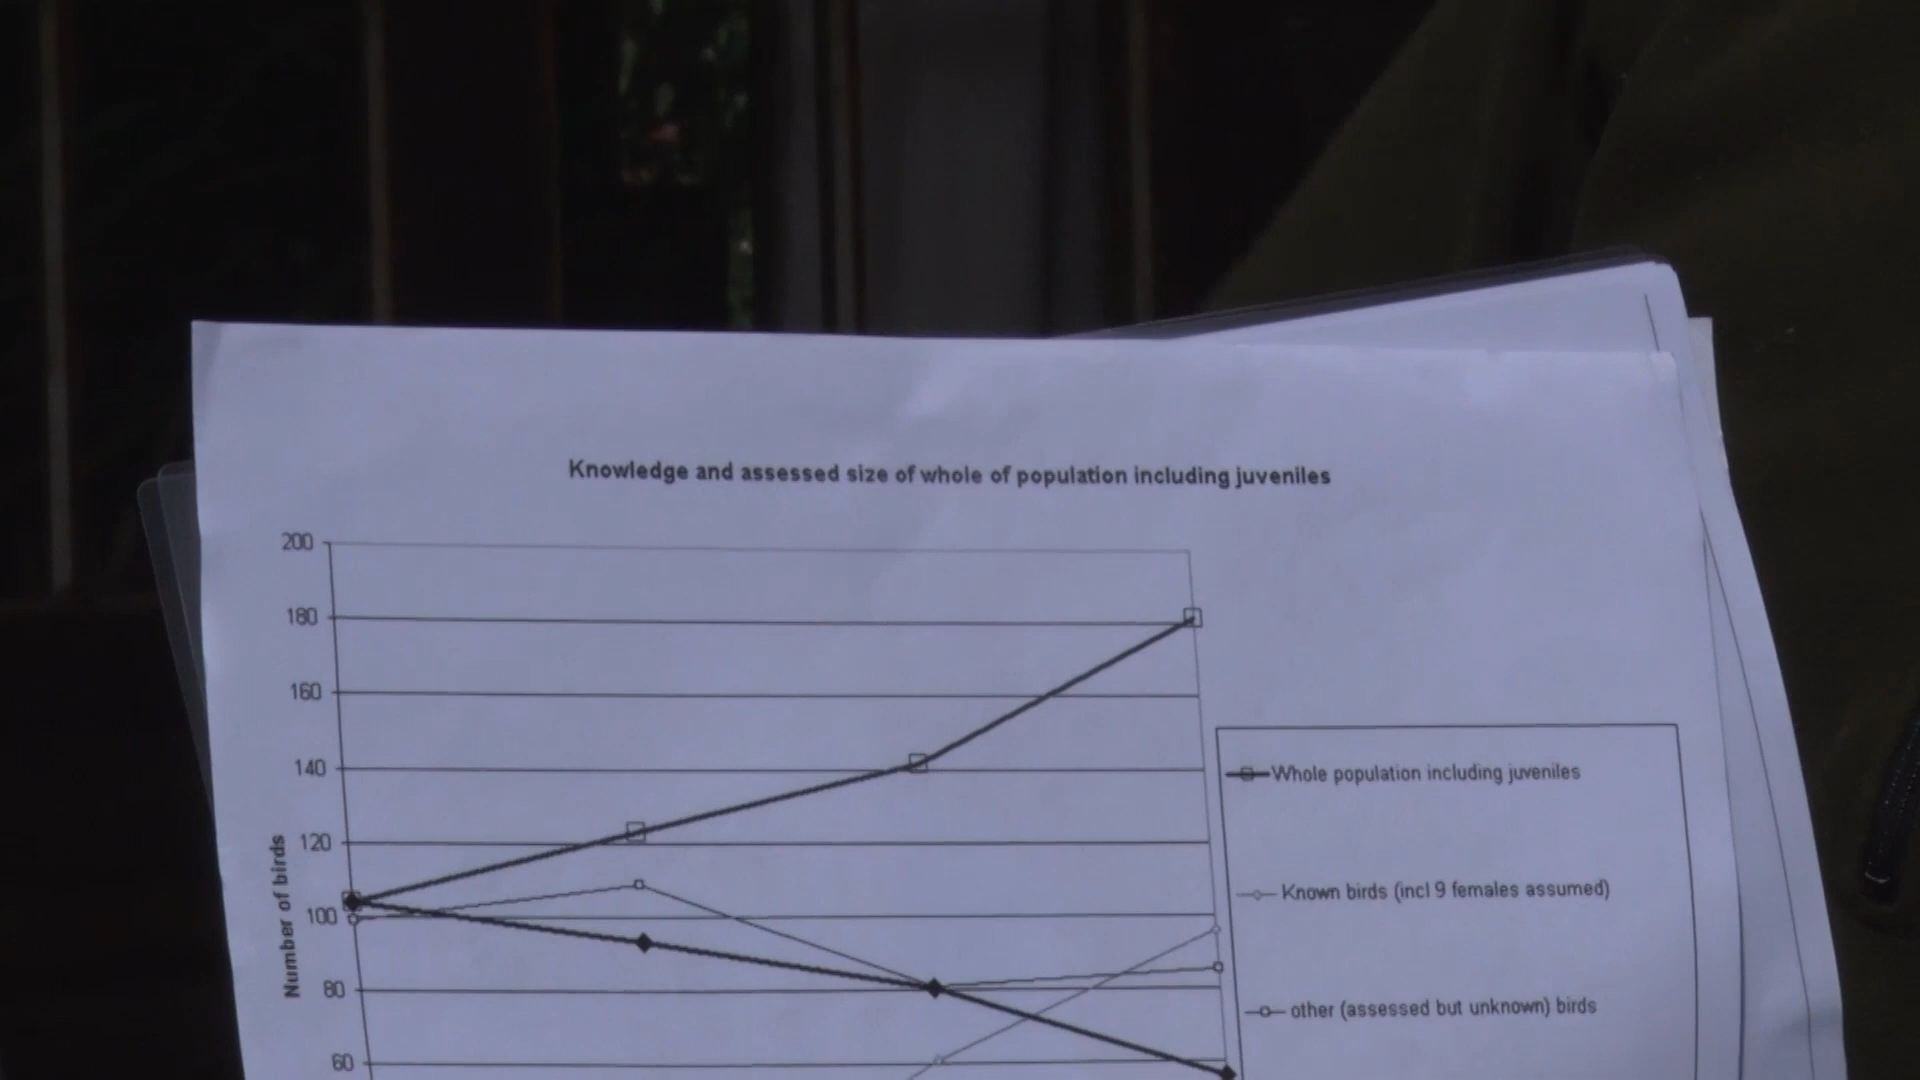 Knowledge and assessed size of whole of population including juveniles
200
180
160
140
120
100
80
60
Number of birds
Whole population including juveniles
Known birds (incl 9 females assumed)
other (assessed but unknown) birds